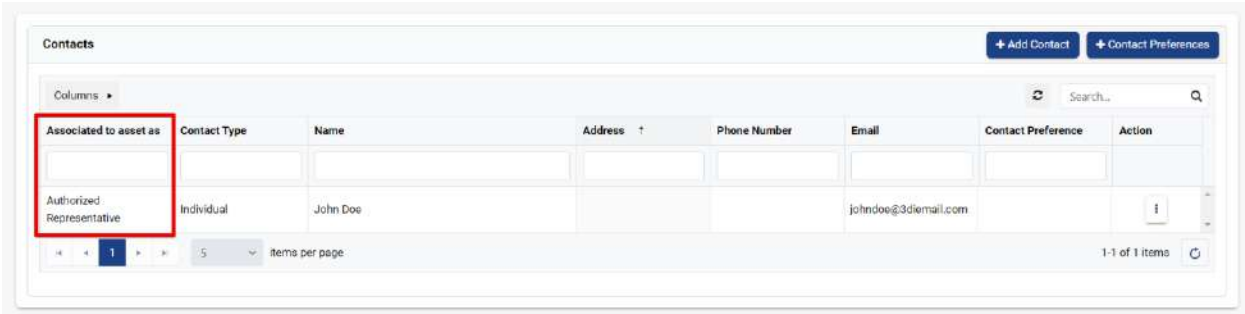 Contacts
+ Add Contact
+ Contact Preferences
Columns
Search...
Associated to asset as Contact Type Name Address ↑ Phone Number Email Contact Preference Action
Authorized
Representative Individual John Doe johndoe@3diemail.com
1 5 items per page 1-1 of 1 items